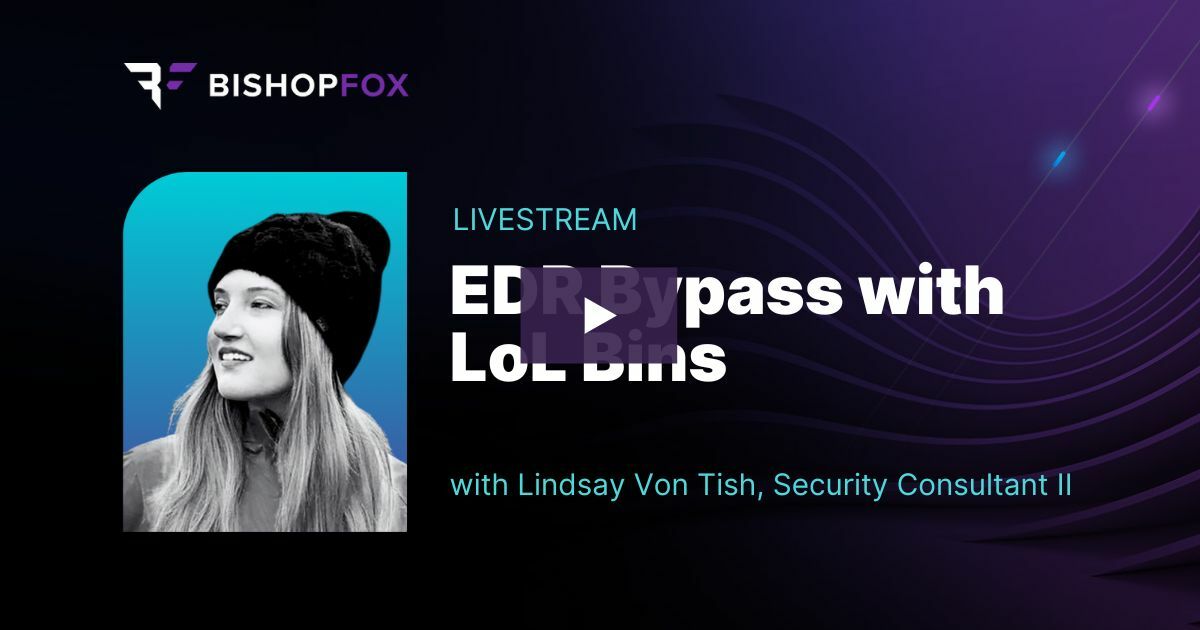 BISHOPFOX
LIVESTREAM
EDR Bypass with
LoL Bins
with Lindsay Von Tish, Security Consultant II